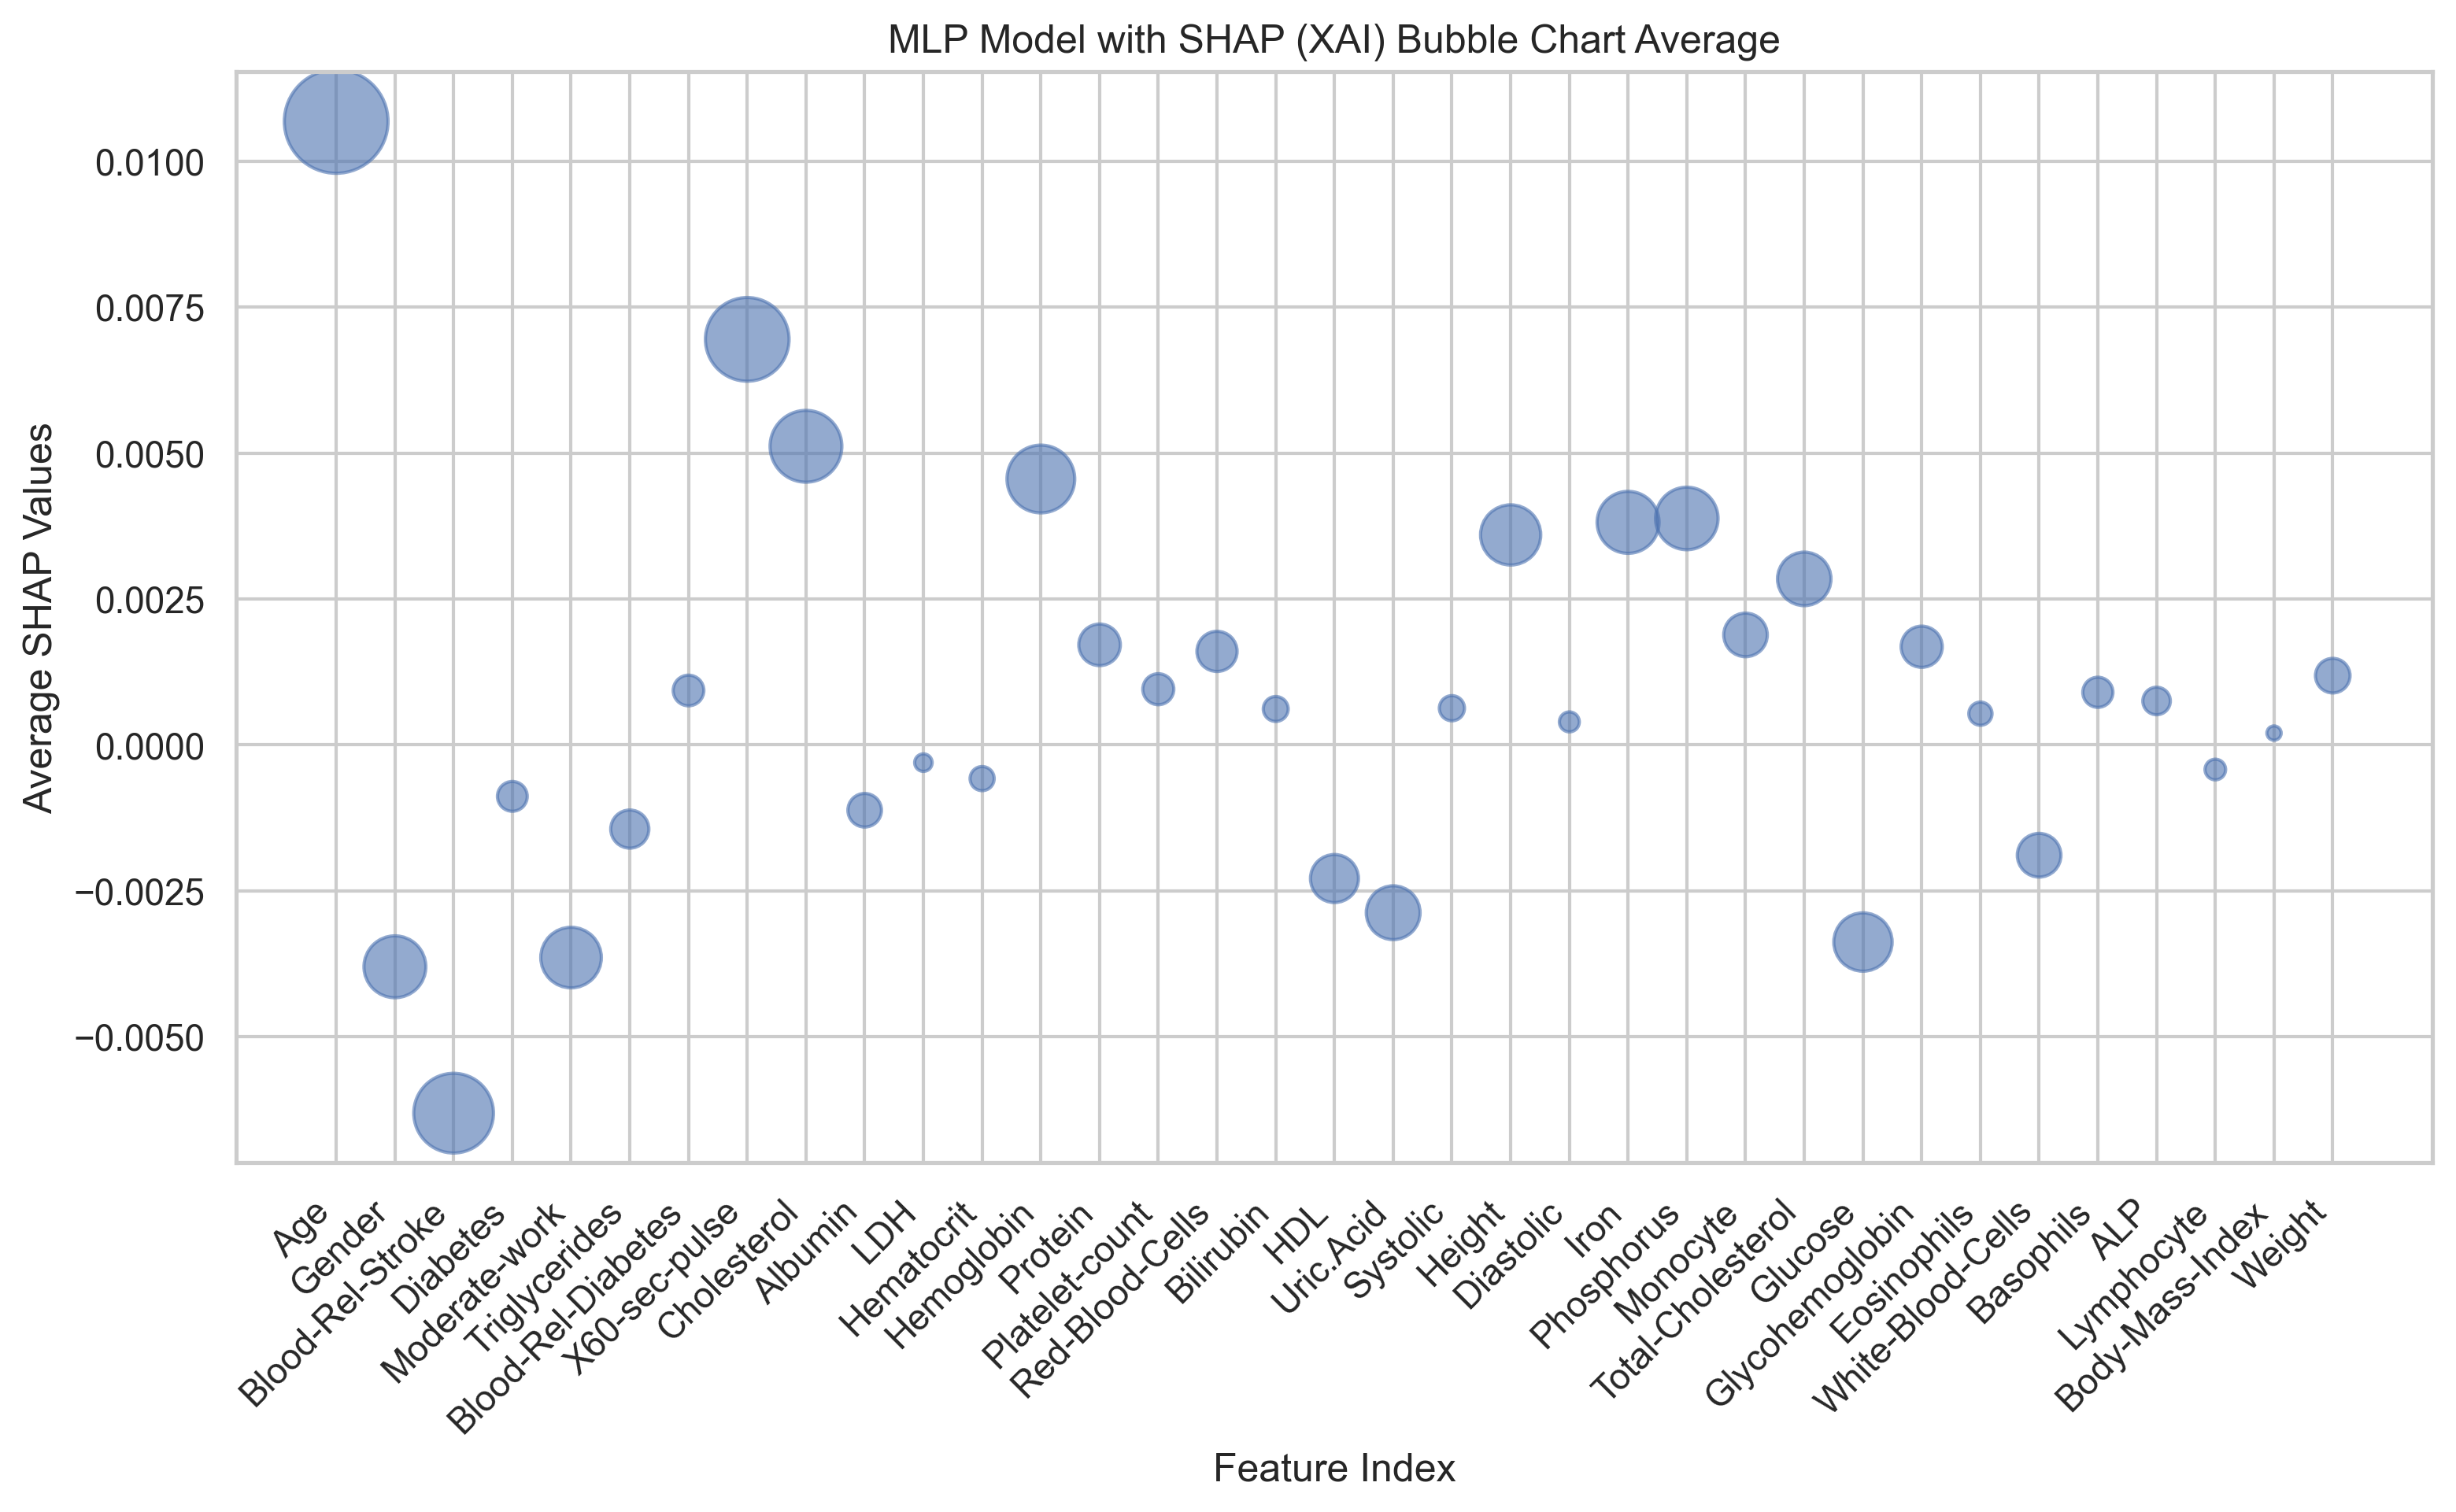 MLP Model with SHAP (XAI) Bubble Chart Average
0.0100
0.0075
0.0050
0.0025
0.0000
−0.0025
−0.0050
Average SHAP Values
Age
Gender
Blood-Rel-Stroke
Diabetes
Moderate-work
Triglycerides
Blood-Rel-Diabetes
X60-sec-pulse
Cholesterol
Albumin
LDH
Hematocrit
Hemoglobin
Protein
Platelet-count
Red-Blood-Cells
Bilirubin
HDL
Uric.Acid
Systolic
Height
Diastolic
Iron
Phosphorus
Monocyte
Total-Cholesterol
Glucose
Glycohemoglobin
Eosinophils
White-Blood-Cells
Basophils
ALP
Lymphocyte
Body-Mass-Index
Weight
Feature Index